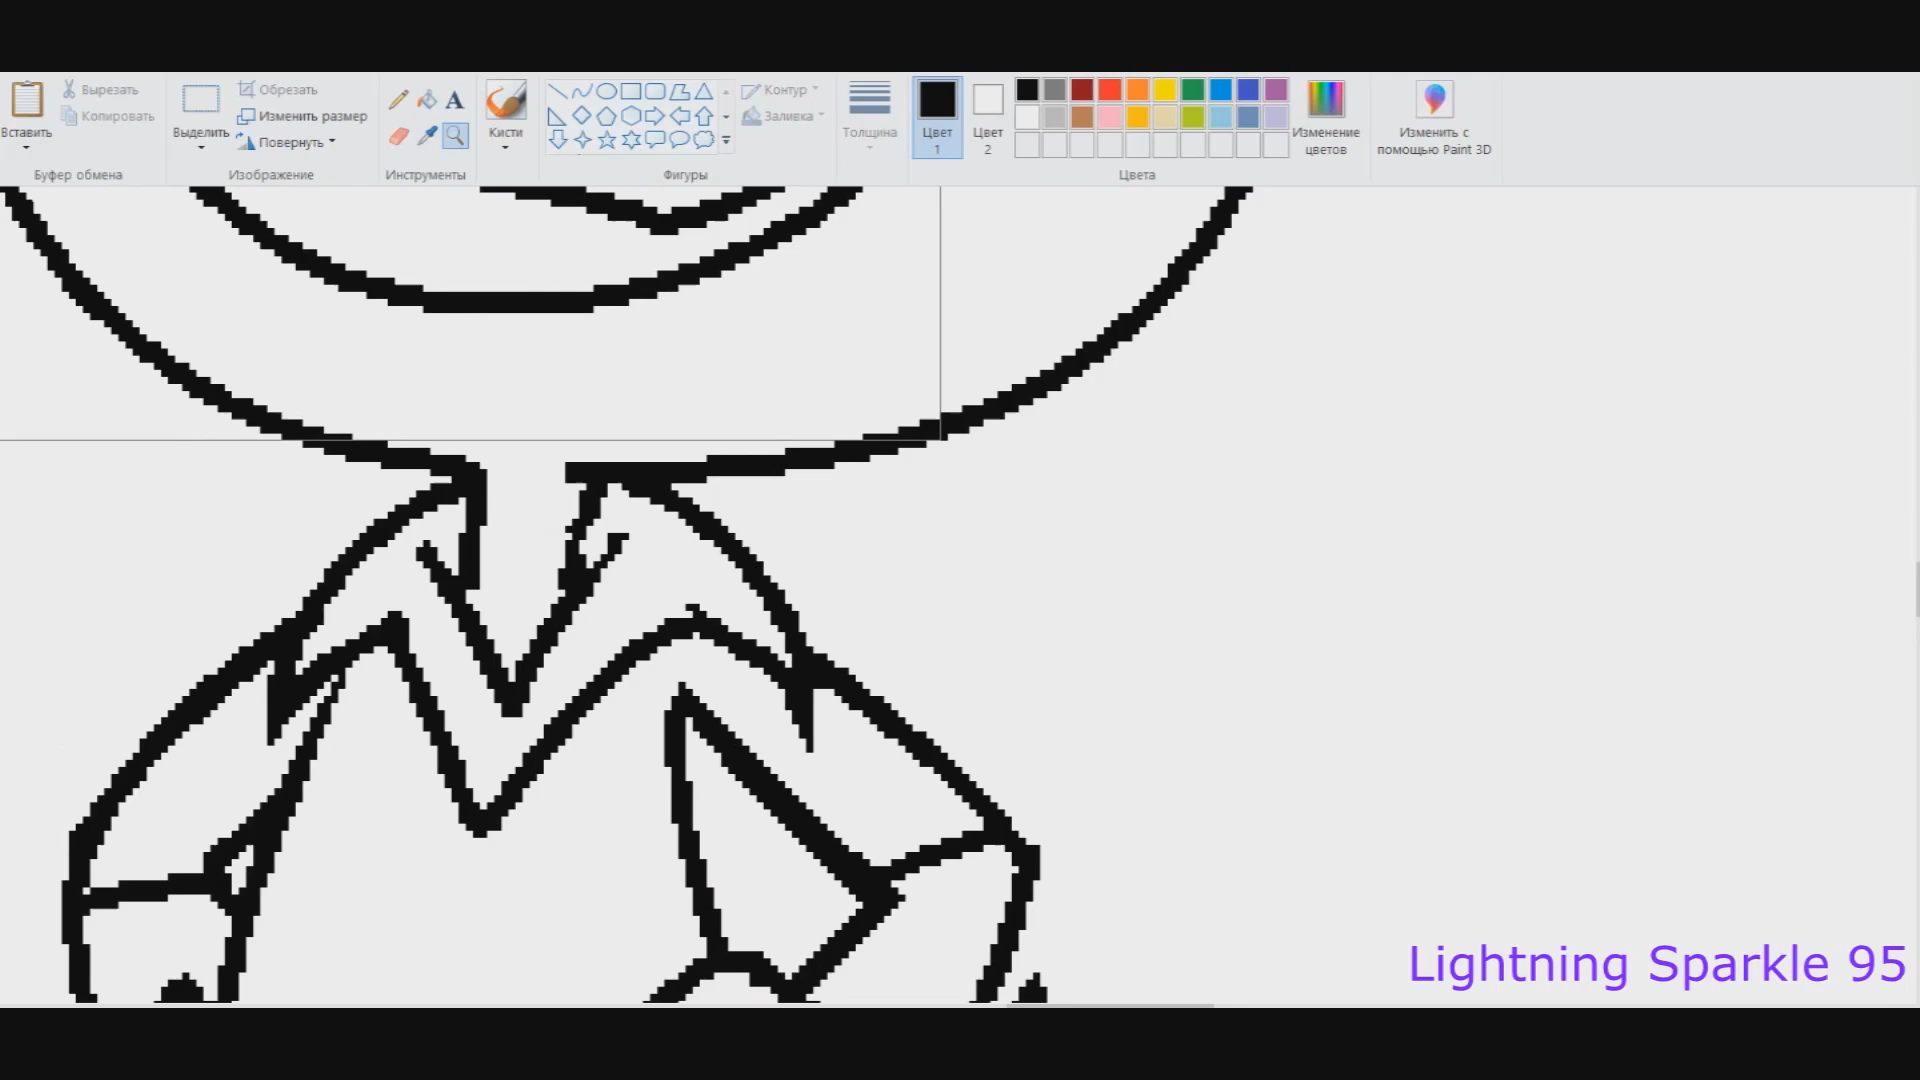 Вставить
Вырезать
Копировать
Буфер обмена
Выделить
Обрезать
Изменить размер
Повернуть
Изображение
A
Инструменты
Кисти
Контур
Заливка
Фигуры
Толщина
Цвет
1
Цвет
2
Изменение
цветов
Цвета
Изменить с
помощью Paint 3D
Lightning Sparkle 95